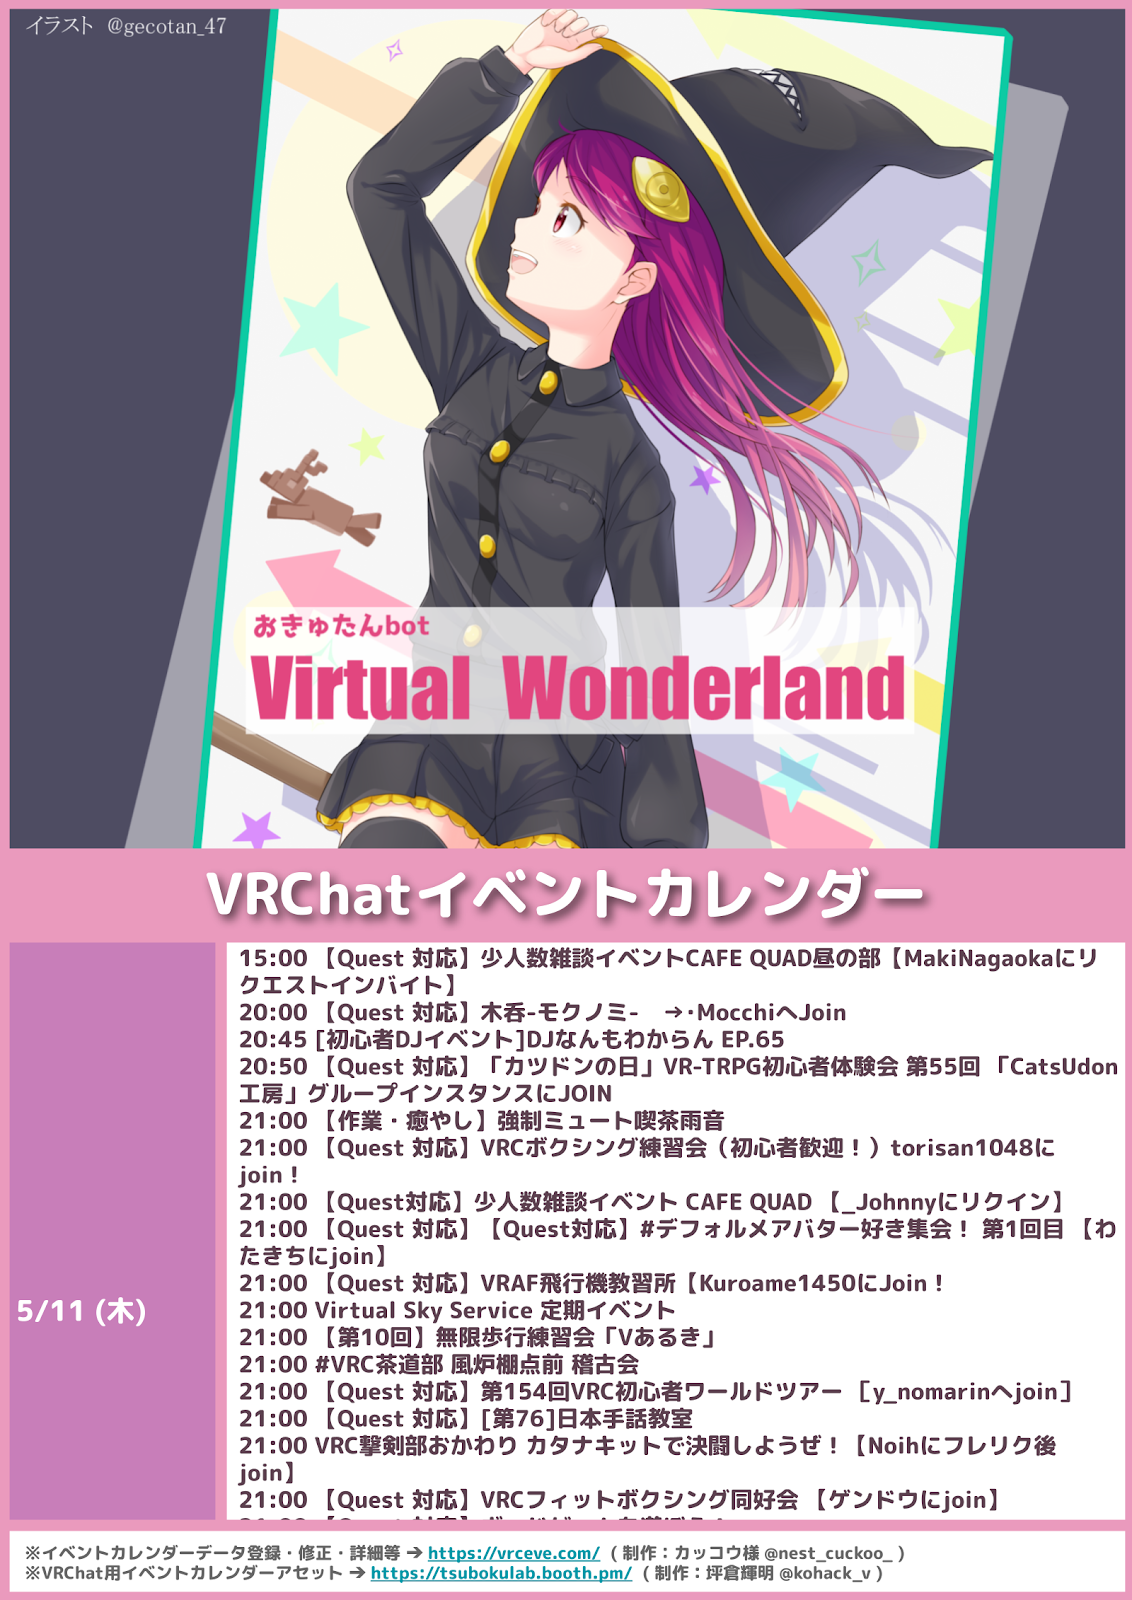 イラスト @gecotan_47
おきゅたんbot
Virtual Wonderland
VRChatイベントカレンダー
5/11 (木)
15:00 【Quest 対応】少人数雑談イベントCAFE QUAD昼の部【MakiNagaokaにリ
クエストインバイト】
20:00 【Quest 対応】木呑-モクノミ-　→･MocchiへJoin
20:45 [初心者DJイベント]DJなんもわからん EP.65
20:50 【Quest 対応】「カツドンの日」VR-TRPG初心者体験会 第55回 「CatsUdon
工房」グループインスタンスにJOIN
21:00 【作業・癒やし】強制ミュート喫茶雨音
21:00 【Quest 対応】VRCボクシング練習会（初心者歓迎！）torisan1048に
join！
21:00 【Quest対応】少人数雑談イベント CAFE QUAD 【_Johnnyにリクイン】
21:00 【Quest 対応】【Quest対応】#デフォルメアバター好き集会！ 第1回目 【わ
たきちにjoin】
21:00 【Quest 対応】VRAF飛行機教習所【Kuroame1450にJoin！
21:00 Virtual Sky Service 定期イベント
21:00 【第10回】無限歩行練習会「Vあるき」
21:00 #VRC茶道部 風炉棚点前 稽古会
21:00 【Quest 対応】第154回VRC初心者ワールドツアー ［y_nomarinへjoin］
21:00 【Quest 対応】[第76]日本手話教室
21:00 VRC撃剣部おかわり カタナキットで決闘しようぜ！【Noihにフレリク後
join】
21:00 【Quest 対応】VRCフィットボクシング同好会 【ゲンドウにjoin】
※イベントカレンダーデータ登録・修正・詳細等 ➔ https://vrceve.com/ ( 制作：カッコウ様 @nest_cuckoo_ )
※VRChat用イベントカレンダーアセット ➔ https://tsubokulab.booth.pm/ ( 制作：坪倉輝明 @kohack_v )